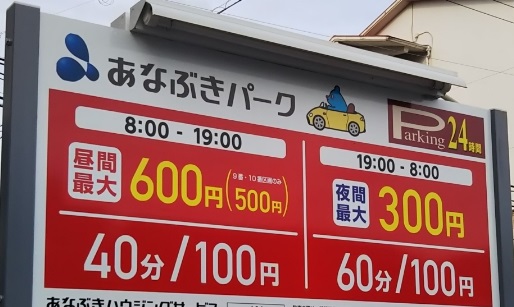 あなぶきパーク
Parking 24時間
8:00 - 19:00
昼間最大 600円 (9番・10番区画のみ 500円)
40分/100円
19:00 - 8:00
夜間最大 300円
60分/100円
あなぶきハウジングサービス